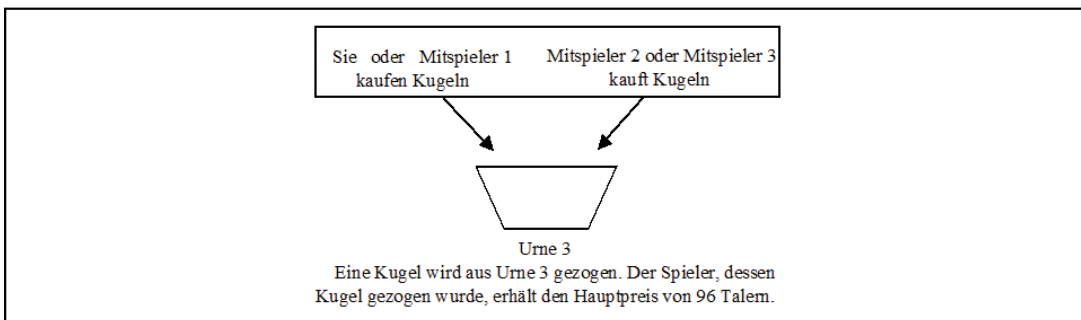 Sie oder Mitspieler 1
kaufen Kugeln
Mitspieler 2 oder Mitspieler 3
kauft Kugeln
Urne 3
Eine Kugel wird aus Urne 3 gezogen. Der Spieler, dessen
Kugel gezogen wurde, erhält den Hauptpreis von 96 Talern.